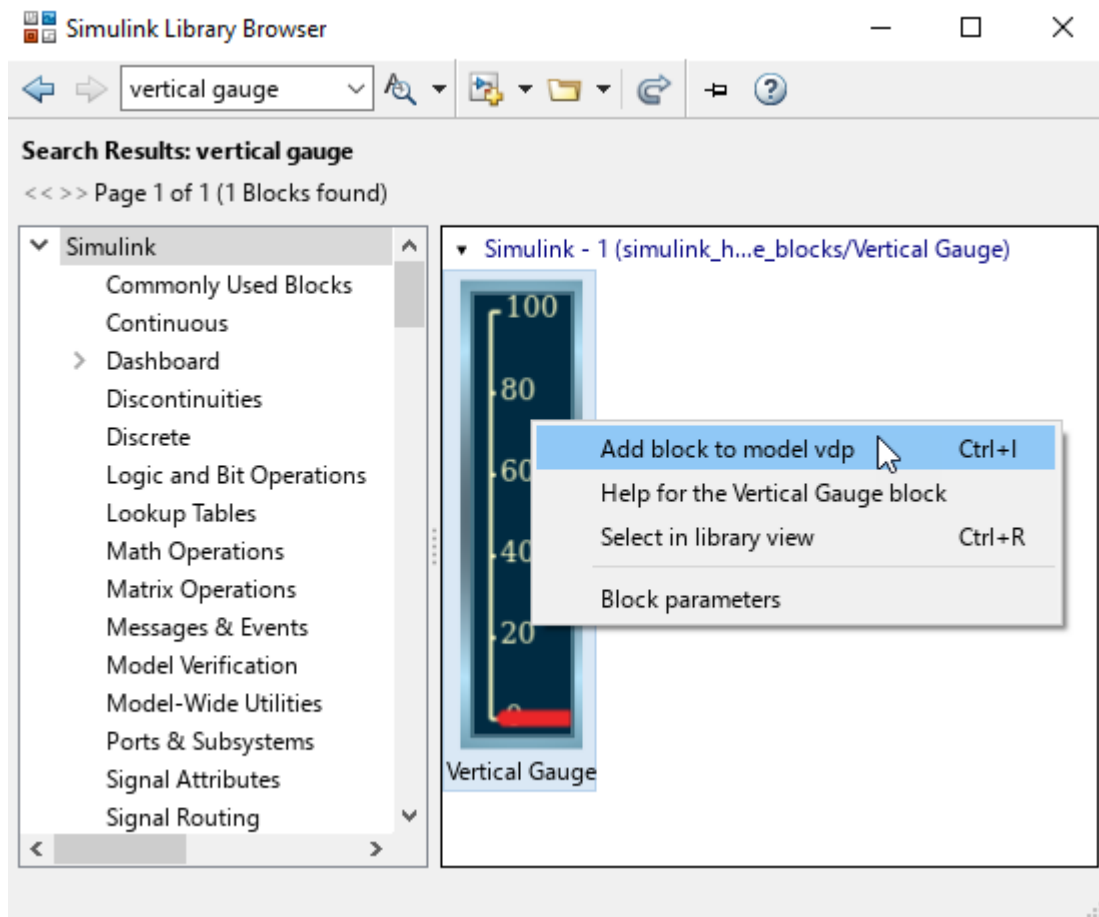 Simulink Library Browser
vertical gauge
Search Results: vertical gauge
<< >> Page 1 of 1 (1 Blocks found)
Simulink
Commonly Used Blocks
Continuous
Dashboard
Discontinuities
Discrete
Logic and Bit Operations
Lookup Tables
Math Operations
Matrix Operations
Messages & Events
Model Verification
Model-Wide Utilities
Ports & Subsystems
Signal Attributes
Signal Routing
Simulink - 1 (simulink_h...e_blocks/Vertical Gauge)
100
80
60
40
20
0
Vertical Gauge
Add block to model vdp Ctrl+I
Help for the Vertical Gauge block
Select in library view Ctrl+R
Block parameters